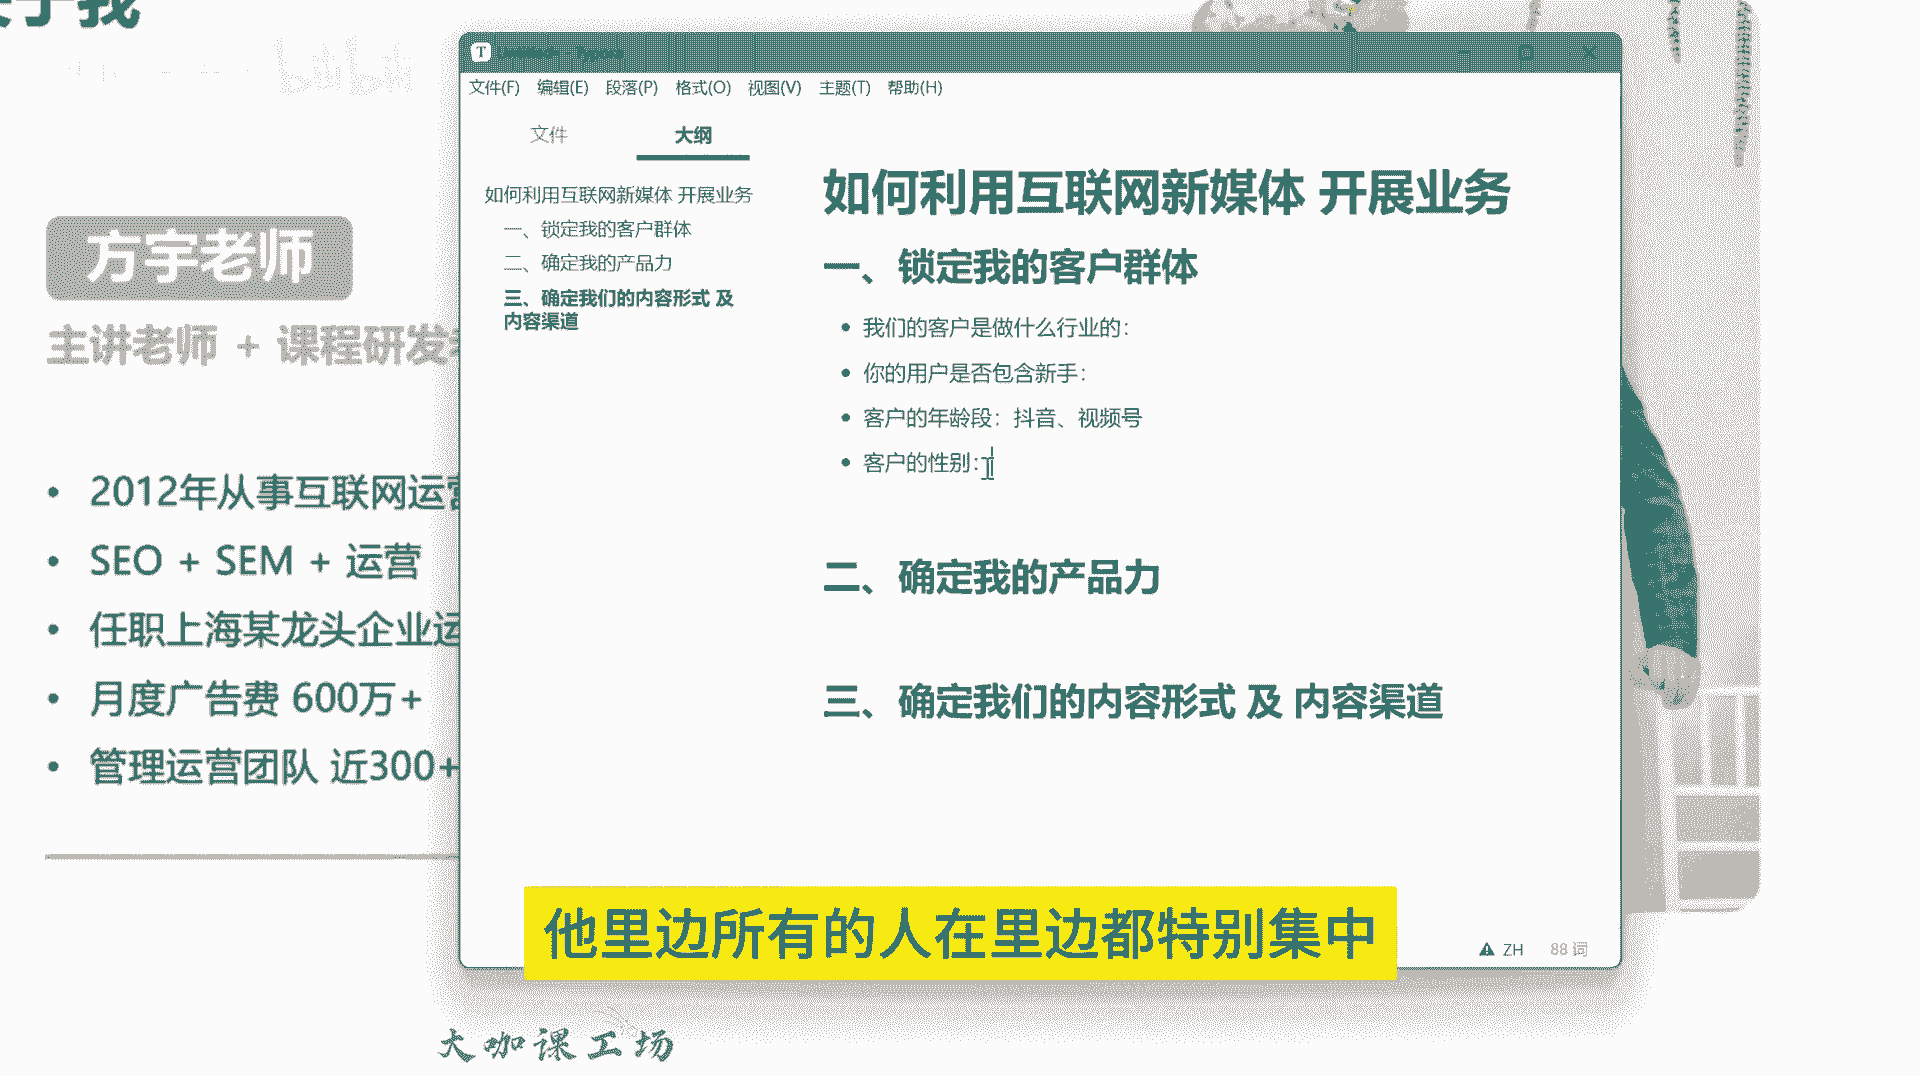 方宇老师
主讲老师 + 课程研发
2012年从事互联网运营
SEO + SEM + 运营
任职上海某龙头企业运
月度广告费 600万+
管理运营团队 近300+
文件(F) 编辑(E) 段落(P) 格式(O) 视图(V) 主题(T) 帮助(H)
文件 大纲
如何利用互联网新媒体 开展业务
一、锁定我的客户群体
二、确定我的产品力
三、确定我们的内容形式 及
内容渠道
如何利用互联网新媒体 开展业务
一、锁定我的客户群体
我们的客户是做什么行业的：
你的用户是否包含新手：
客户的年龄段：抖音、视频号
客户的性别：
二、确定我的产品力
三、确定我们的内容形式 及 内容渠道
ZH 88 词
他里边所有的人在里边都特别集中
大咖课工场